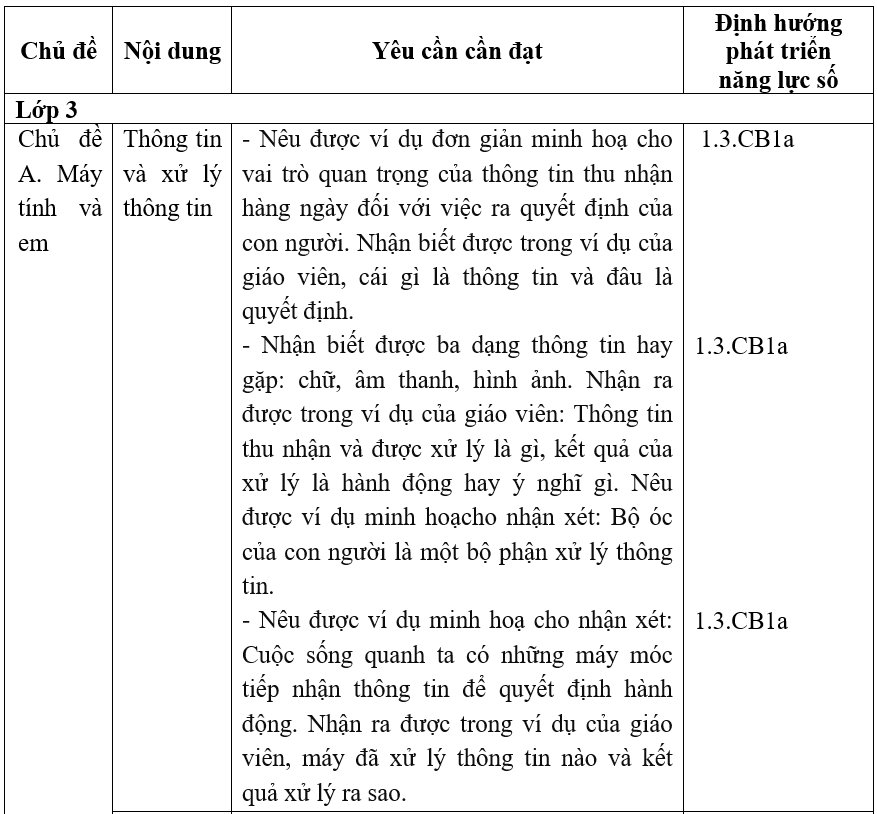 Chủ đề
Nội dung
Yêu cần cần đạt
Định hướng
phát triển
năng lực số
Lớp 3
Chủ đề
A. Máy
tính và
em
Thông tin
và xử lý
thông tin
- Nêu được ví dụ đơn giản minh hoạ cho
vai trò quan trọng của thông tin thu nhận
hàng ngày đối với việc ra quyết định của
con người. Nhận biết được trong ví dụ của
giáo viên, cái gì là thông tin và đâu là
quyết định.
1.3.CB1a
- Nhận biết được ba dạng thông tin hay
gặp: chữ, âm thanh, hình ảnh. Nhận ra
được trong ví dụ của giáo viên: Thông tin
thu nhận và được xử lý là gì, kết quả của
xử lý là hành động hay ý nghĩ gì. Nêu
được ví dụ minh hoạcho nhận xét: Bộ óc
của con người là một bộ phận xử lý thông
tin.
1.3.CB1a
- Nêu được ví dụ minh hoạ cho nhận xét:
Cuộc sống quanh ta có những máy móc
tiếp nhận thông tin để quyết định hành
động. Nhận ra được trong ví dụ của giáo
viên, máy đã xử lý thông tin nào và kết
quả xử lý ra sao.
1.3.CB1a